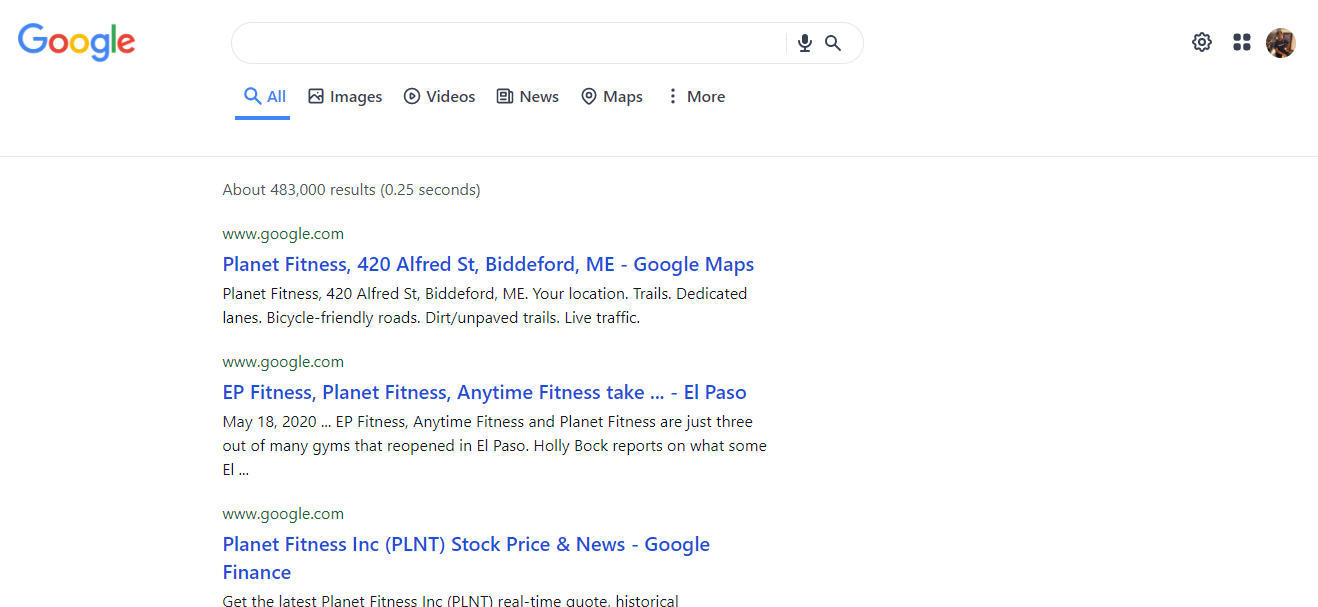 Google
All Images Videos News Maps More
About 483,000 results (0.25 seconds)
www.google.com
Planet Fitness, 420 Alfred St, Biddeford, ME - Google Maps
Planet Fitness, 420 Alfred St, Biddeford, ME. Your location. Trails. Dedicated
lanes. Bicycle-friendly roads. Dirt/unpaved trails. Live traffic.
www.google.com
EP Fitness, Planet Fitness, Anytime Fitness take ... - El Paso
May 18, 2020 ... EP Fitness, Anytime Fitness and Planet Fitness are just three
out of many gyms that reopened in El Paso. Holly Bock reports on what some
El ...
www.google.com
Planet Fitness Inc (PLNT) Stock Price & News - Google
Finance
Get the latest Planet Fitness Inc (PLNT) real-time quote, historical